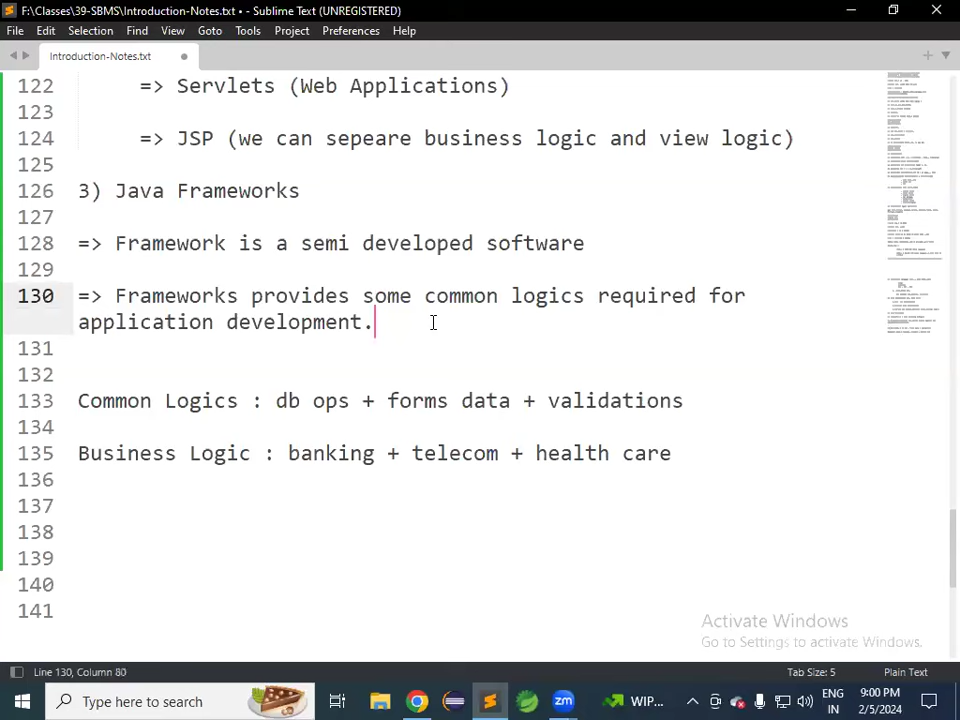 F:\Classes\39-SBMS\Introduction-Notes.txt • - Sublime Text (UNREGISTERED)
File Edit Selection Find View Goto Tools Project Preferences Help
Introduction-Notes.txt
122 => Servlets (Web Applications)
123
124 => JSP (we can sepeare business logic and view logic)
125
126 3) Java Frameworks
127
128 => Framework is a semi developed software
129
130 => Frameworks provides some common logics required for
application development.
131
132
133 Common Logics : db ops + forms data + validations
134
135 Business Logic : banking + telecom + health care
136
137
138
139
140
141
Activate Windows
Go to Settings to activate Windows.
Line 130, Column 80
Tab Size: 5
Plain Text
Type here to search
zm
WIP...
ENG
IN
9:00 PM
2/5/2024